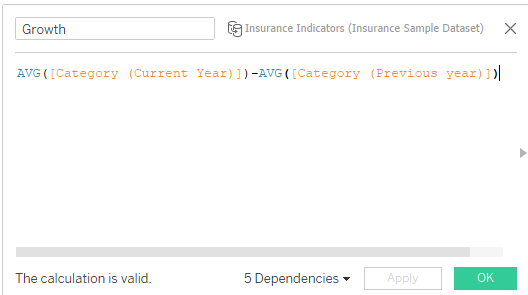 Growth
Insurance Indicators (Insurance Sample Dataset)
AVG([Category (Current Year)])-AVG([Category (Previous year)])
The calculation is valid.
5 Dependencies
Apply
OK